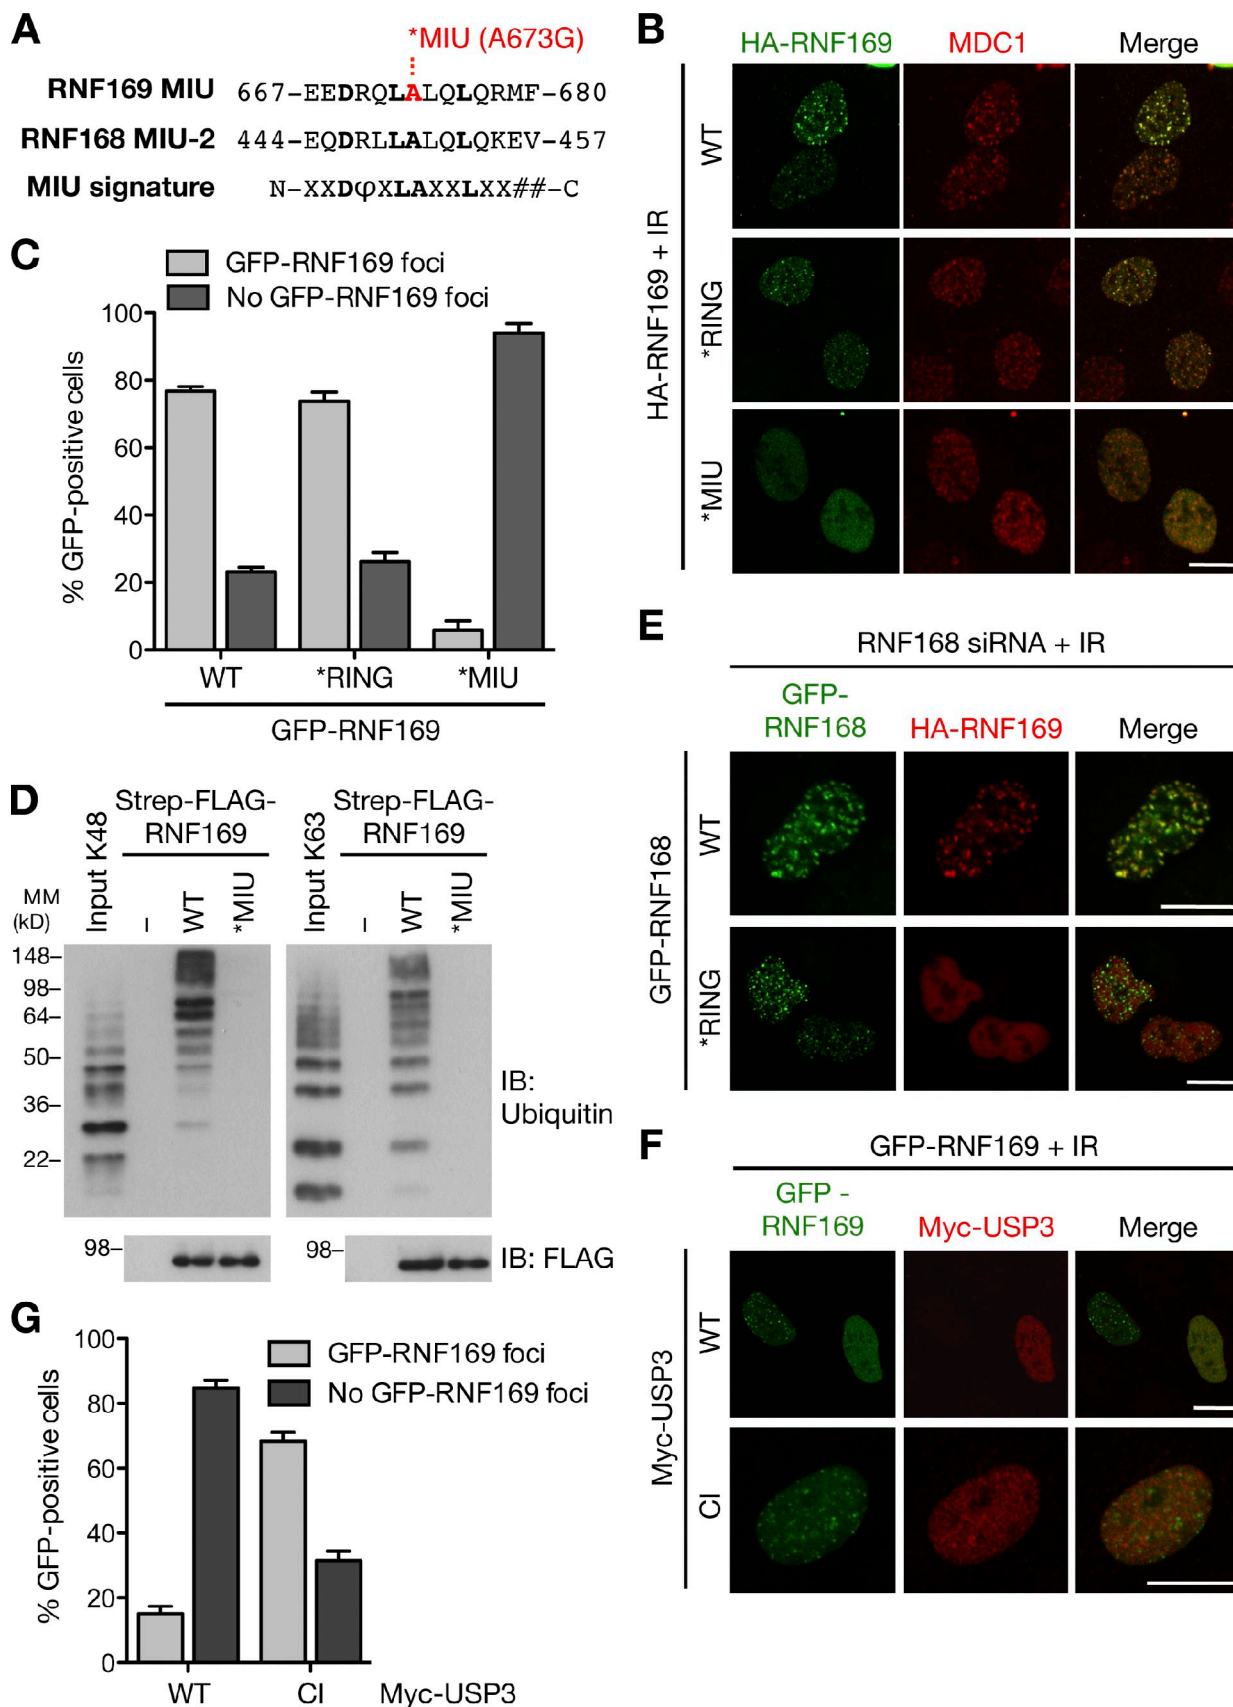 A
*MIU (A673G)
RNF169 MIU 667–EEDRQLALQLQRMF–680
RNF168 MIU-2 444–EQDRLLALQLQKEV–457
MIU signature N–XXDφXLAXXLXX##–C
B
HA-RNF169 MDC1 Merge
HA-RNF169 + IR
WT
*RING
*MIU
C
GFP-RNF169 foci
No GFP-RNF169 foci
% GFP-positive cells
100
80
60
40
20
0
WT *RING *MIU
GFP-RNF169
D
Strep-FLAG-
RNF169
Strep-FLAG-
RNF169
MM
(kD)
Input K48
–
WT
*MIU
Input K63
–
WT
*MIU
148–
98–
64–
50–
36–
22–
IB:
Ubiquitin
98–
98–
IB: FLAG
E
RNF168 siRNA + IR
GFP-
RNF168 HA-RNF169 Merge
GFP-RNF168
WT
*RING
F
GFP-RNF169 + IR
GFP -
RNF169 Myc-USP3 Merge
Myc-USP3
WT
CI
G
GFP-RNF169 foci
No GFP-RNF169 foci
% GFP-positive cells
100
80
60
40
20
0
WT CI Myc-USP3